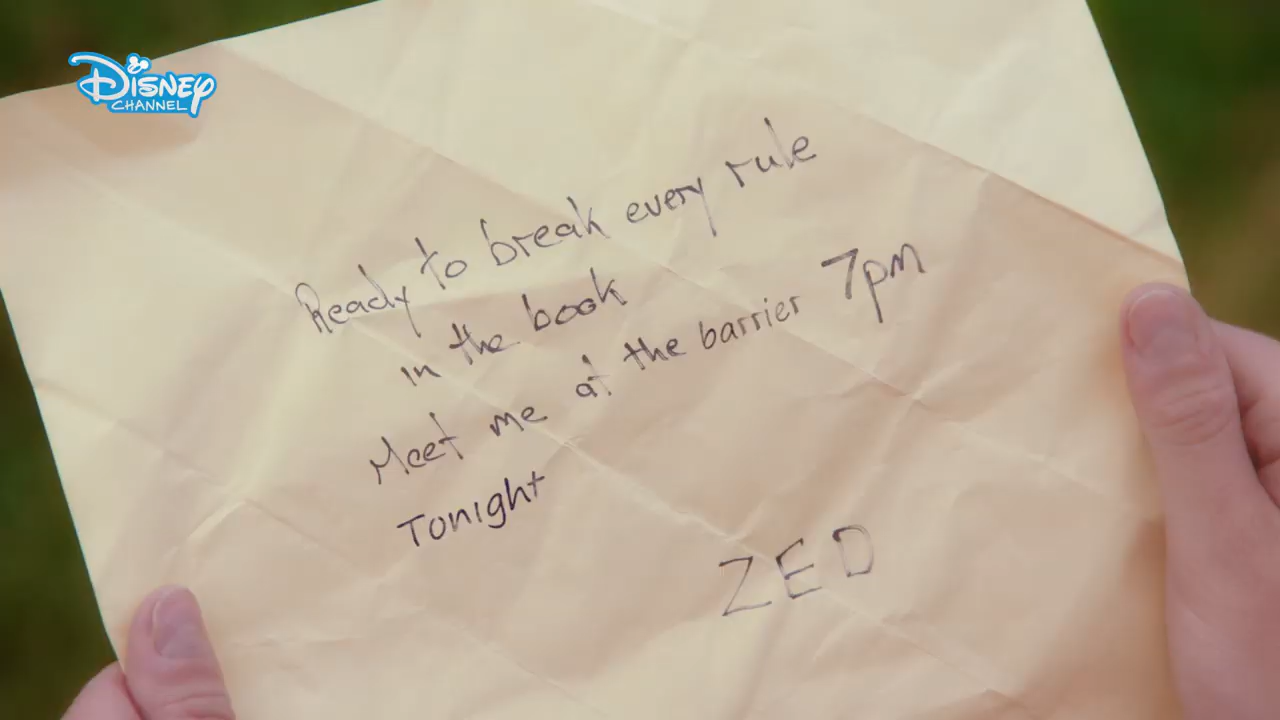 DISNEY
CHANNEL
Ready to break every rule
in the book
Meet me at the barrier 7pm
Tonight
ZED